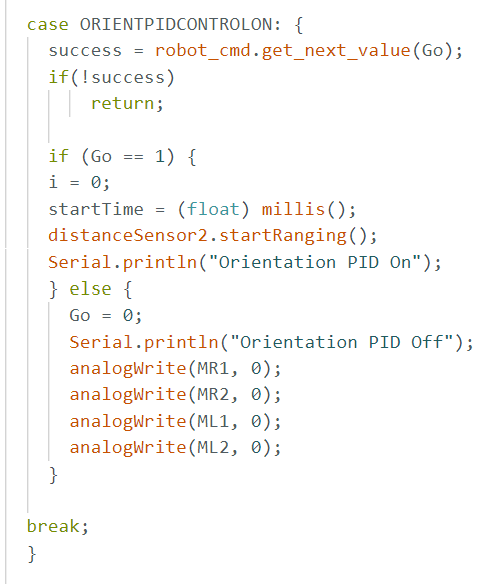 case ORIENTPIDCONTROLON: {
success = robot_cmd.get_next_value(Go);
if(!success)
return;
if (Go == 1) {
i = 0;
startTime = (float) millis();
distanceSensor2.startRanging();
Serial.println("Orientation PID On");
} else {
Go = 0;
Serial.println("Orientation PID Off");
analogWrite(MR1, 0);
analogWrite(MR2, 0);
analogWrite(ML1, 0);
analogWrite(ML2, 0);
}
break;
}